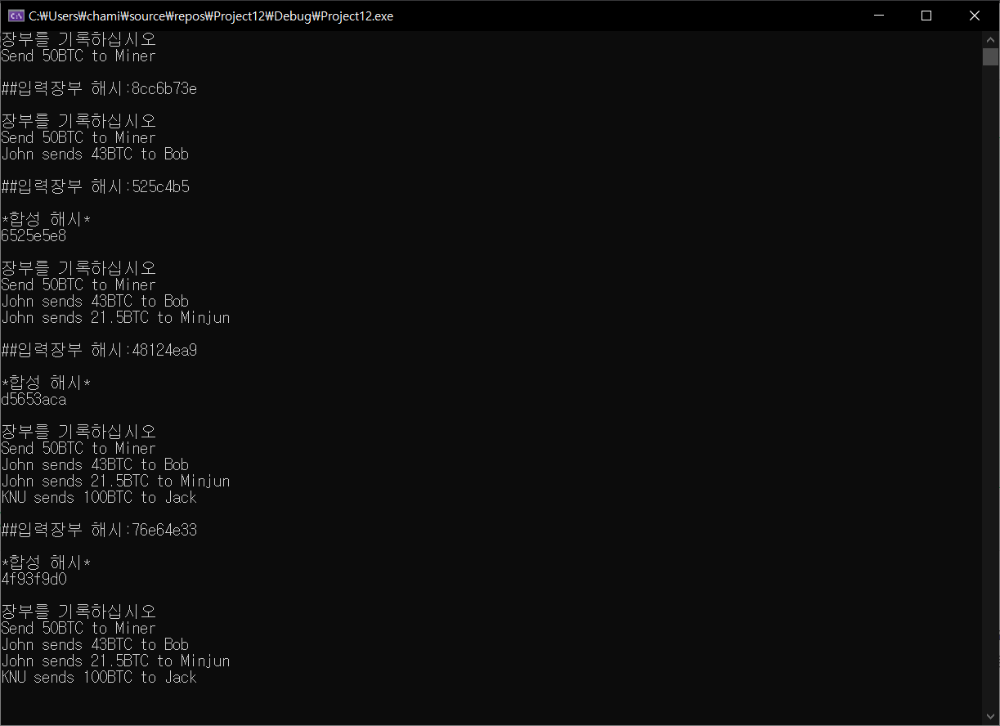 C:₩Users₩chami₩source₩repos₩Project12₩Debug₩Project12.exe
장부를 기록하십시오
Send 50BTC to Miner
##입력장부 해시:8cc6b73e
장부를 기록하십시오
Send 50BTC to Miner
John sends 43BTC to Bob
##입력장부 해시:525c4b5
*합성 해시*
6525e5e8
장부를 기록하십시오
Send 50BTC to Miner
John sends 43BTC to Bob
John sends 21.5BTC to Minjun
##입력장부 해시:48124ea9
*합성 해시*
d5653aca
장부를 기록하십시오
Send 50BTC to Miner
John sends 43BTC to Bob
John sends 21.5BTC to Minjun
KNU sends 100BTC to Jack
##입력장부 해시:76e64e33
*합성 해시*
4f93f9d0
장부를 기록하십시오
Send 50BTC to Miner
John sends 43BTC to Bob
John sends 21.5BTC to Minjun
KNU sends 100BTC to Jack